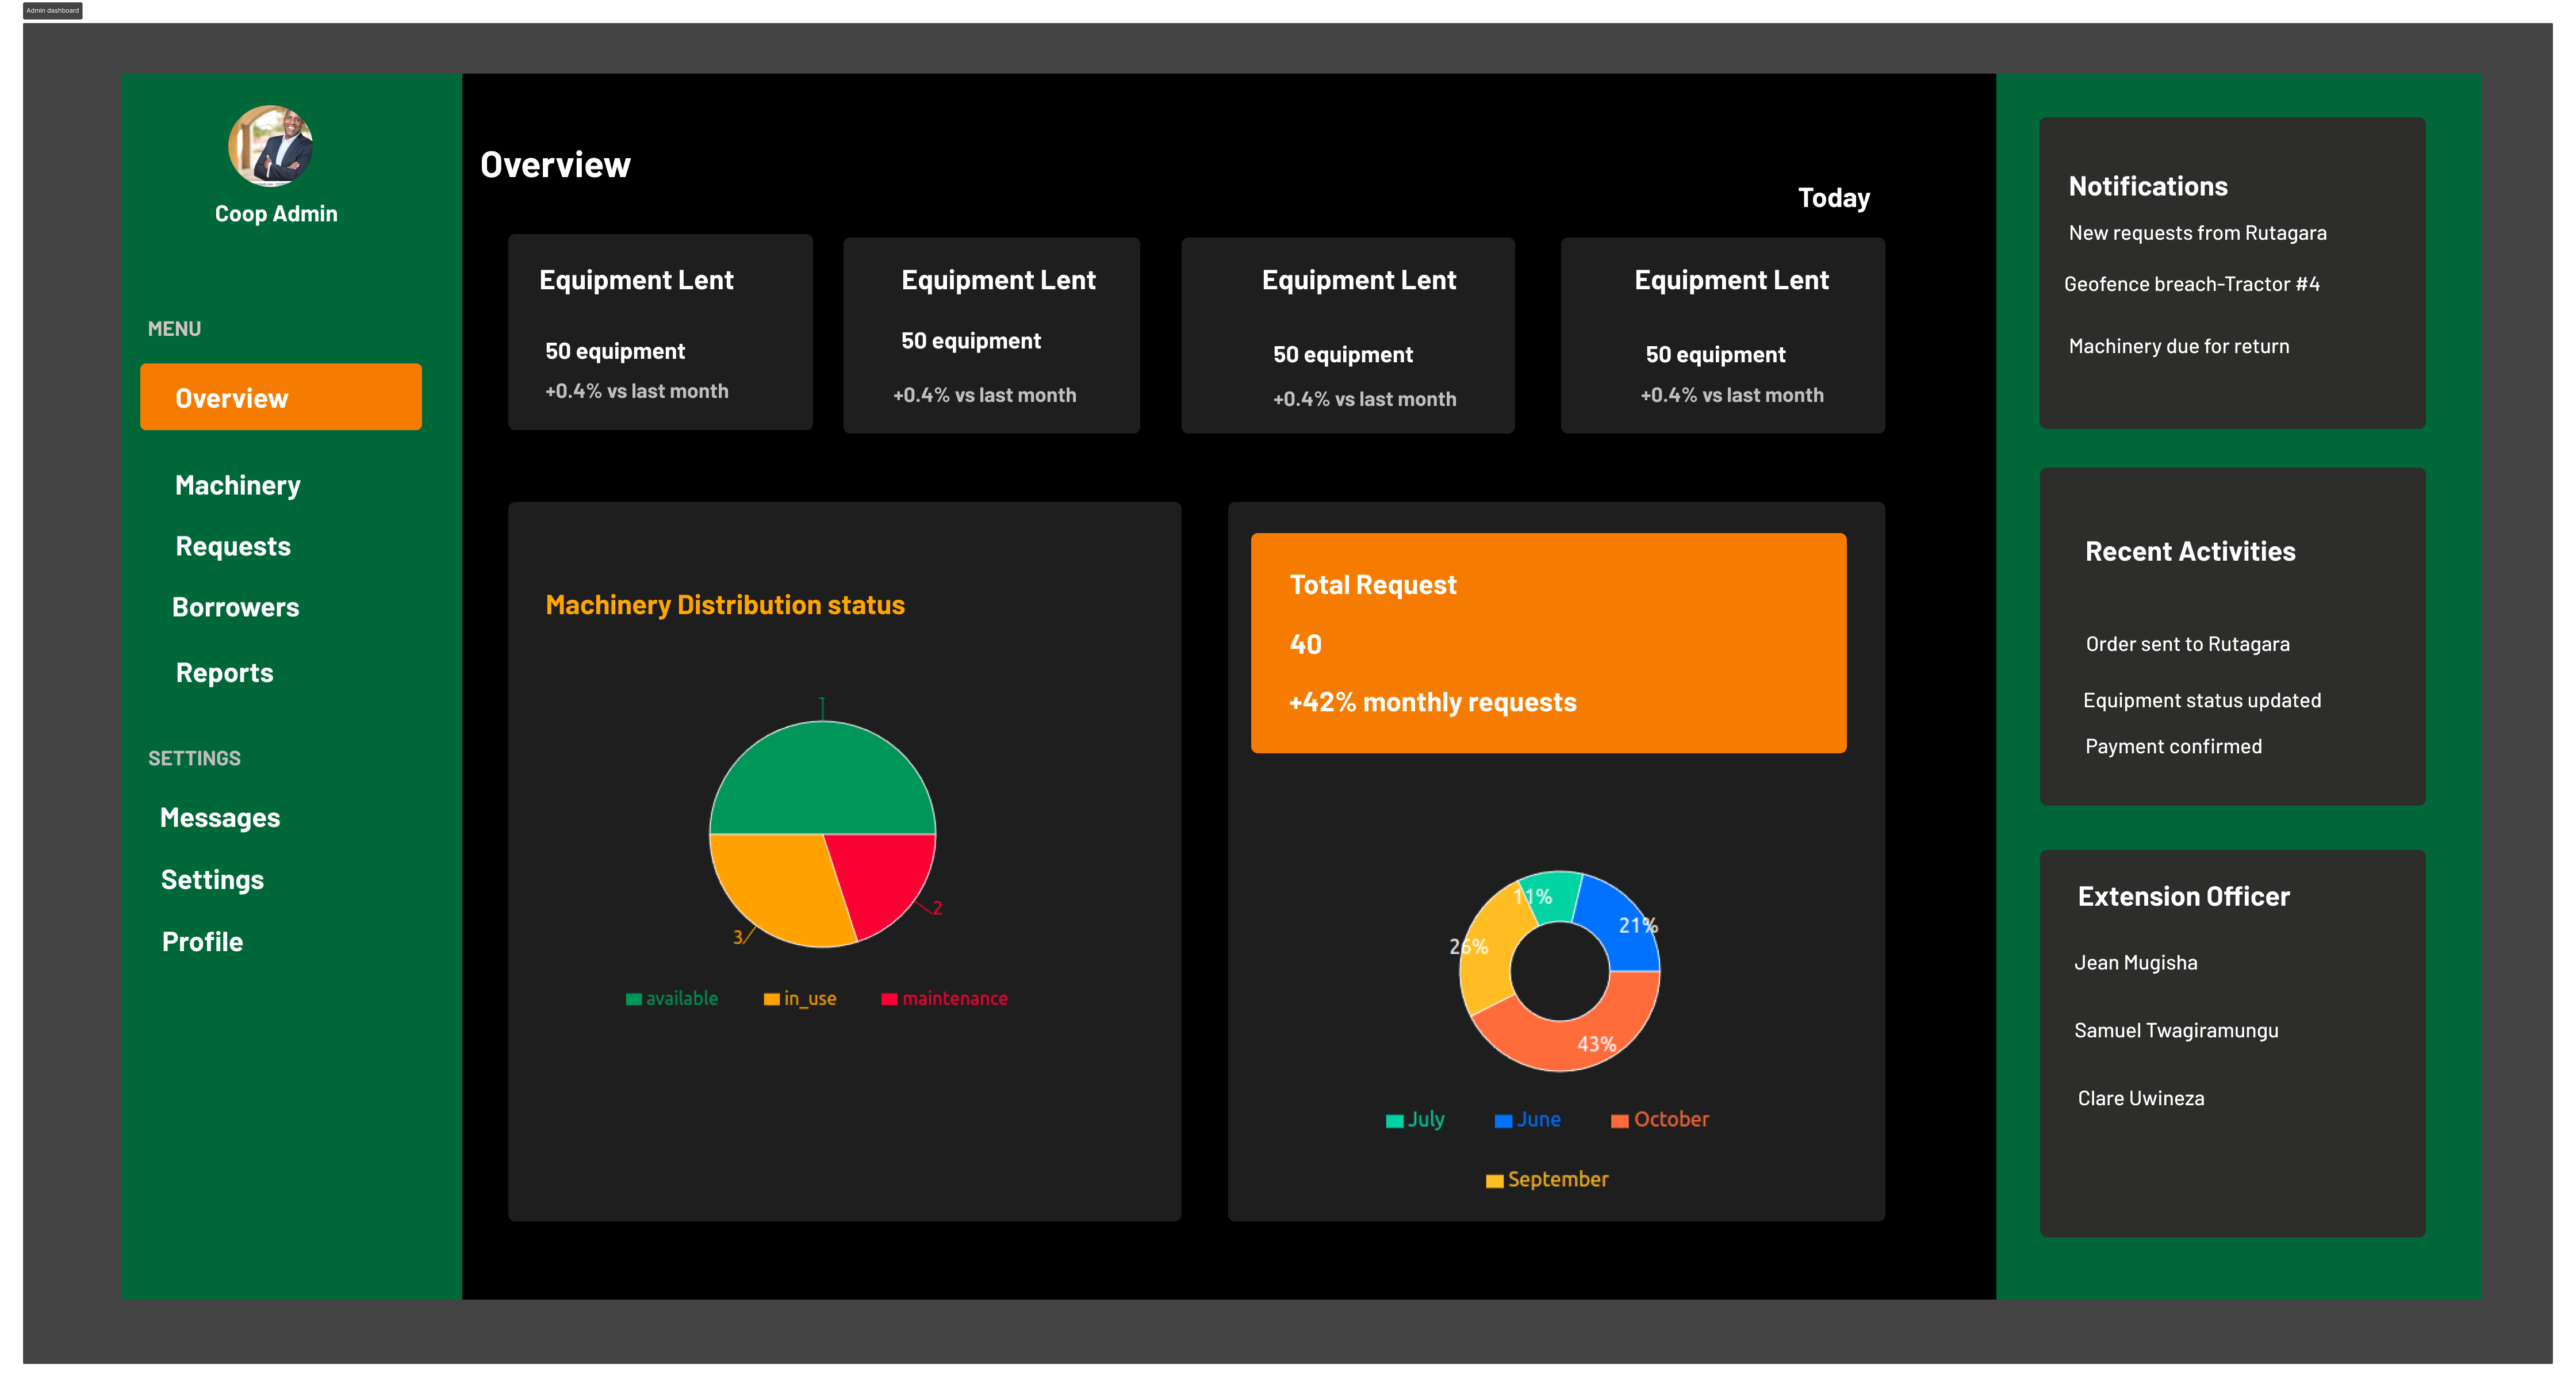 Admin dashboard
Coop Admin
MENU
Overview
Machinery
Requests
Borrowers
Reports
SETTINGS
Messages
Settings
Profile
Overview
Today
Equipment Lent
50 equipment
+0.4% vs last month
Equipment Lent
50 equipment
+0.4% vs last month
Equipment Lent
50 equipment
+0.4% vs last month
Equipment Lent
50 equipment
+0.4% vs last month
Machinery Distribution status
2
3
available in_use maintenance
Total Request
40
+42% monthly requests
11%
21%
26%
43%
July June October
September
Notifications
New requests from Rutagara
Geofence breach-Tractor #4
Machinery due for return
Recent Activities
Order sent to Rutagara
Equipment status updated
Payment confirmed
Extension Officer
Jean Mugisha
Samuel Twagiramungu
Clare Uwineza